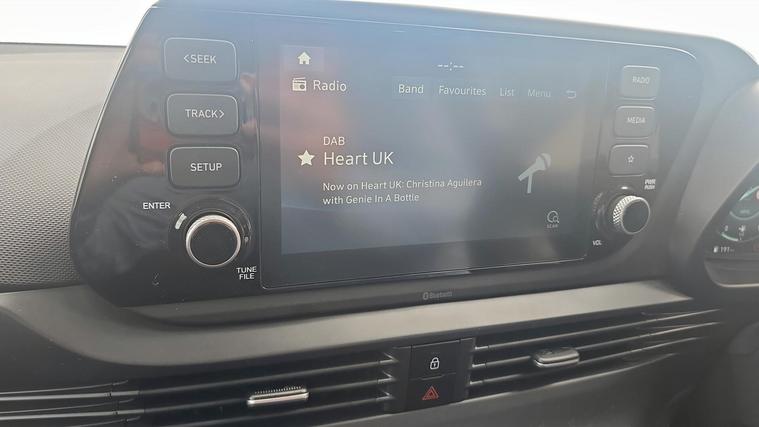 <SEEK
TRACK>
SETUP
ENTER
TUNE
FILE
--:--
Radio
Band Favourites List Menu
DAB
Heart UK
Now on Heart UK: Christina Aguilera
with Genie In A Bottle
SCAN
RADIO
MEDIA
PWR
PUSH
VOL
Bluetooth